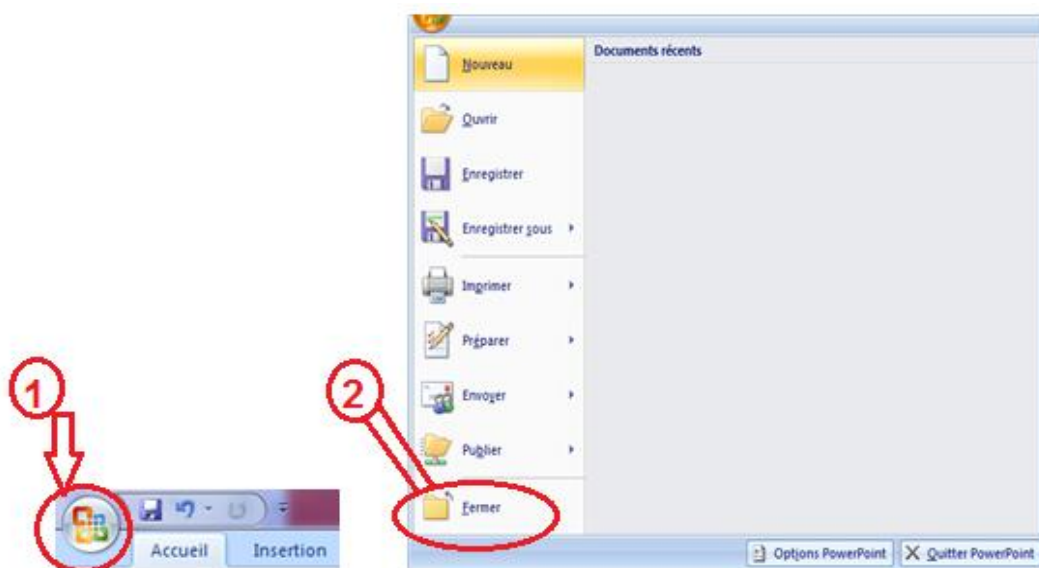 Documents récents
Nouveau
Ouvrir
Enregistrer
Enregistrer sous
Imprimer
Préparer
Envoyer
Publier
Fermer
1
2
Accueil Insertion
Options PowerPoint Quitter PowerPoint